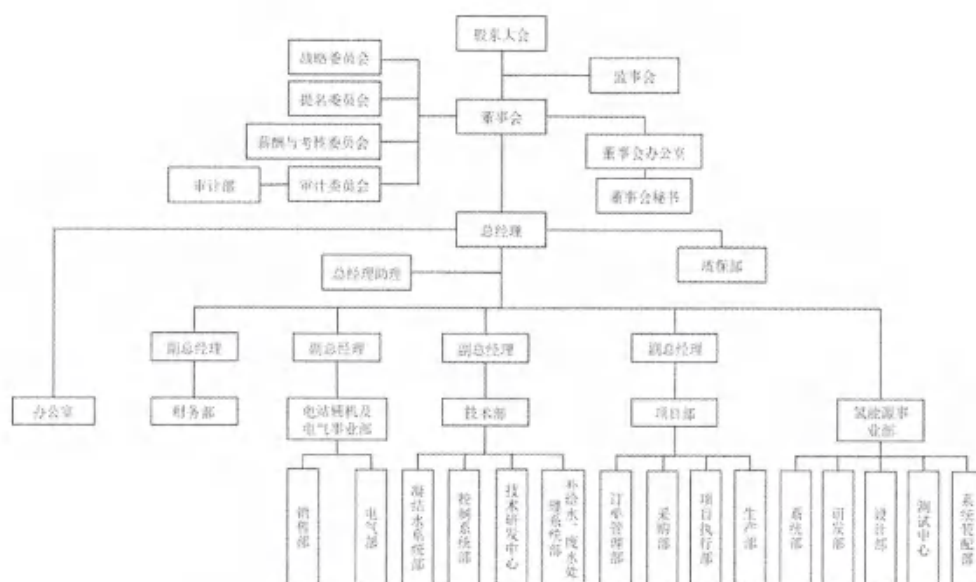 股东大会
战略委员会
监事会
提名委员会
董事会
薪酬与考核委员会
董事会办公室
审计部
审计委员会
董事会秘书
总经理
总经理助理
质保部
副总经理
副总经理
副总经理
副总经理
办公室
财务部
电站辅机及
电气事业部
技术部
项目部
氢能源事
业部
销售部
电气部
凝结水系统部
控制系统部
技术研发中心
补给水、废水处
理系统部
订单管理部
采购部
项目执行部
生产部
系统部
研发部
设计部
测试中心
系统装配部